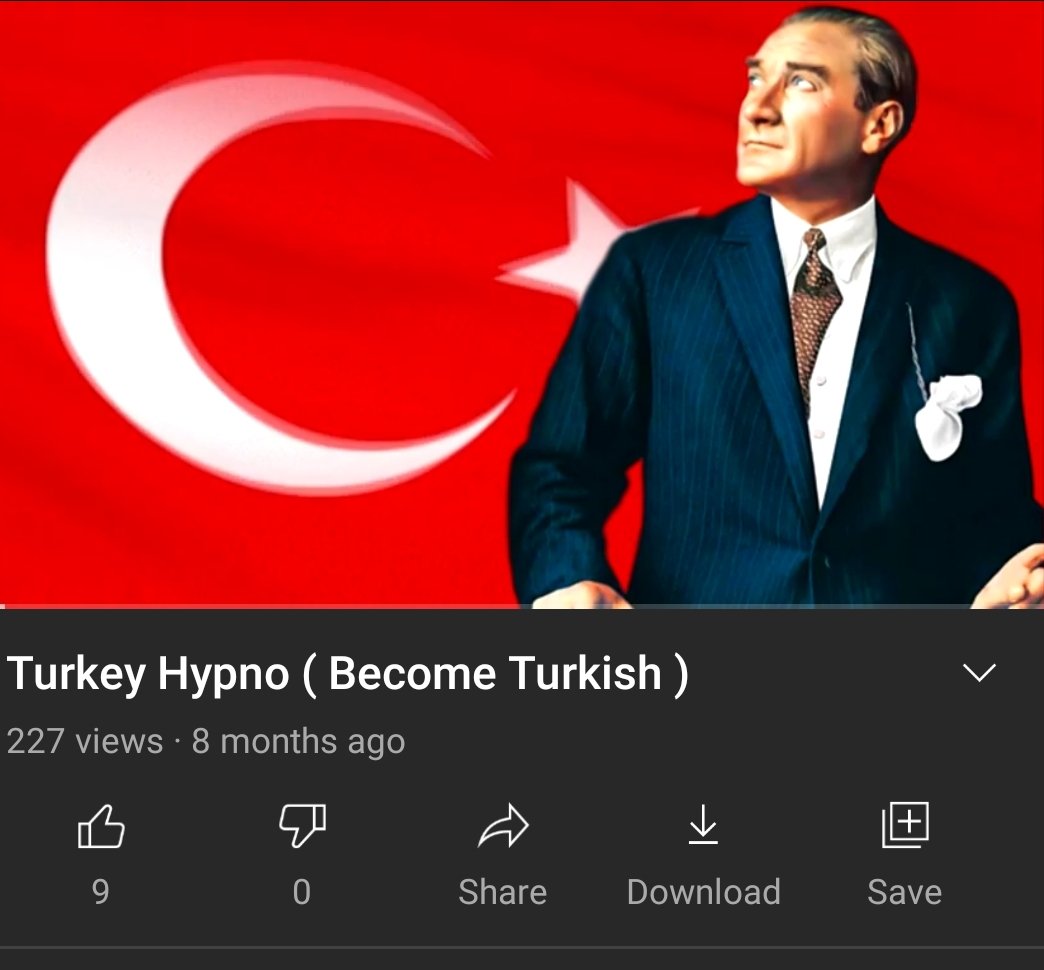 Turkey Hypno ( Become Turkish )
227 views · 8 months ago
9
0
Share
Download
Save